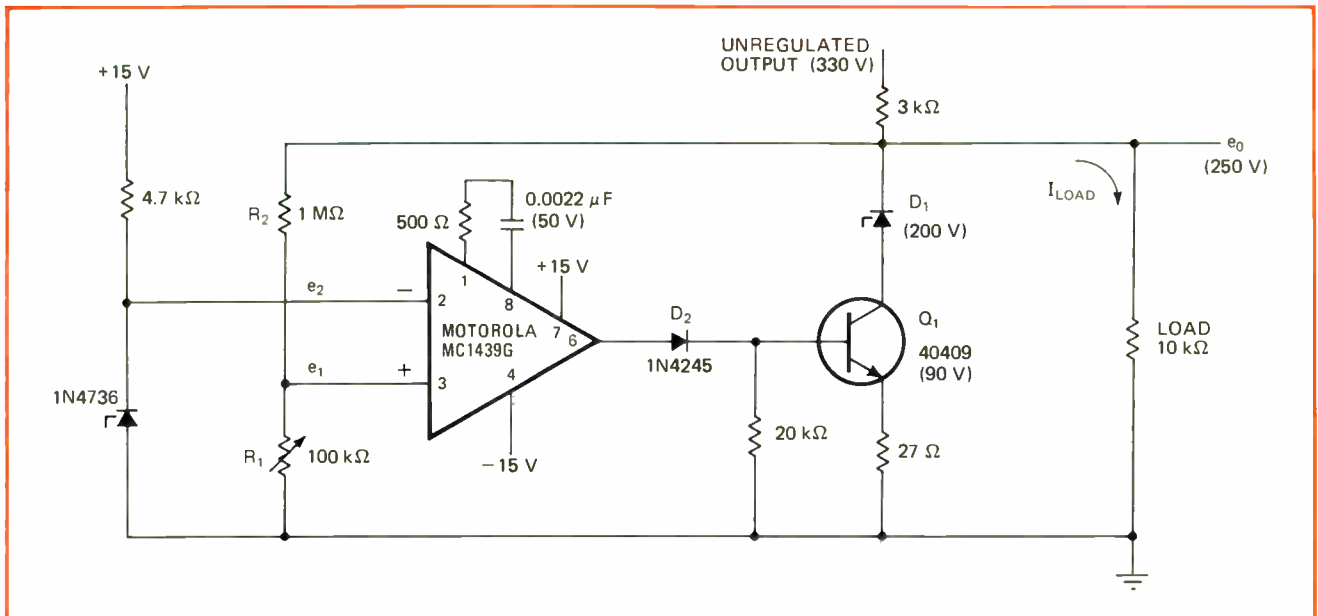 UNREGULATED
OUTPUT (330 V)
+15 V
3 kΩ
e0
(250 V)
4.7 kΩ
R2
1 MΩ
500 Ω
0.0022 μF
(50 V)
ILOAD
D1
(200 V)
+15 V
1
8
e2
−
2
7
MOTOROLA
MC1439G
6
D2
1N4245
Q1
40409
(90 V)
LOAD
10 kΩ
e1
+
3
4
1N4736
R1
100 kΩ
−15 V
20 kΩ
27 Ω